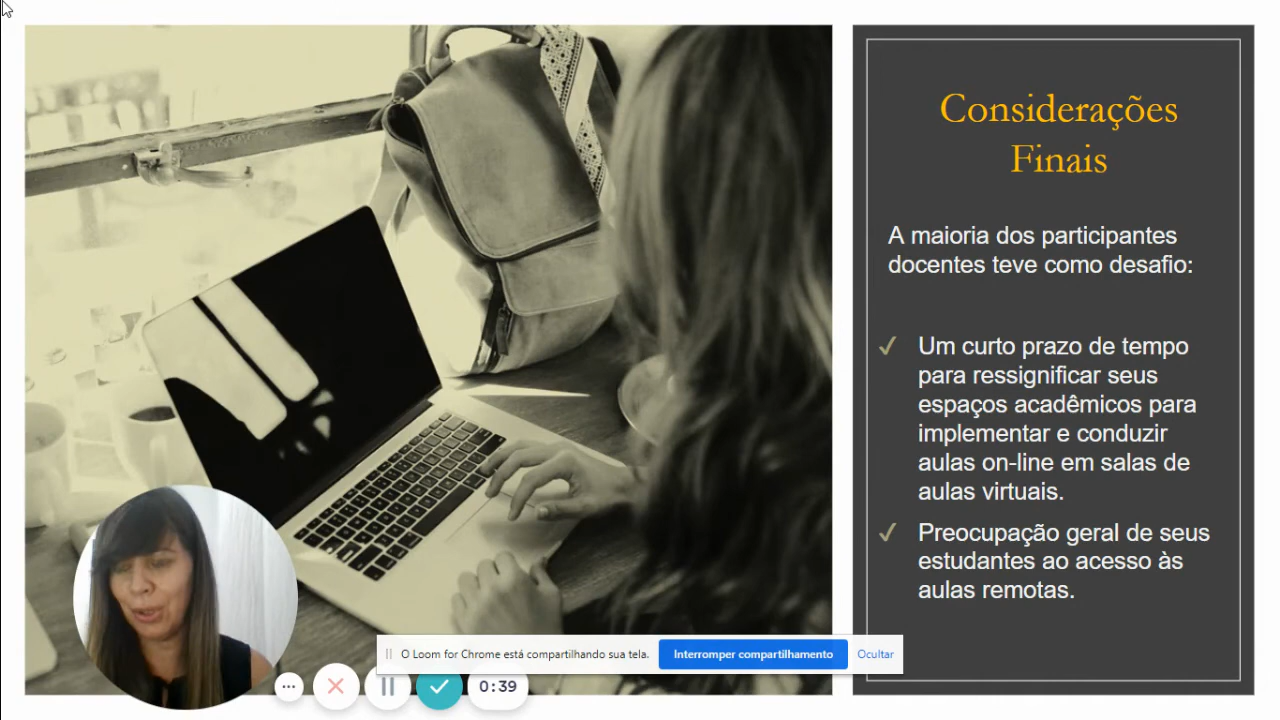 Considerações
Finais
A maioria dos participantes
docentes teve como desafio:
✓ Um curto prazo de tempo
para ressignificar seus
espaços acadêmicos para
implementar e conduzir
aulas on-line em salas de
aulas virtuais.
✓ Preocupação geral de seus
estudantes ao acesso às
aulas remotas.
O Loom for Chrome está compartilhando sua tela. Interromper compartilhamento Ocultar
0:39